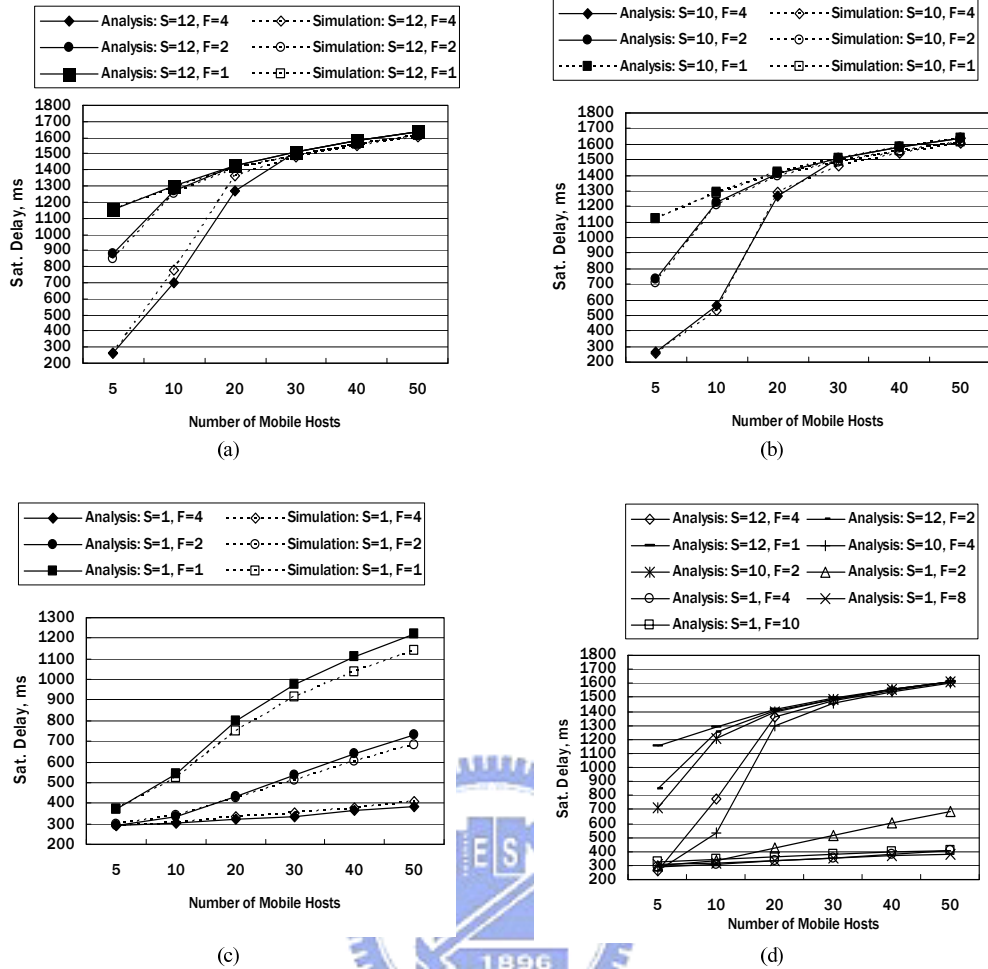 Analysis: S=12, F=4
Simulation: S=12, F=4
Analysis: S=12, F=2
Simulation: S=12, F=2
Analysis: S=12, F=1
Simulation: S=12, F=1
1800
1700
1600
1500
1400
1300
1200
1100
1000
900
800
700
600
500
400
300
200
Sat. Delay, ms
5 10 20 30 40 50
Number of Mobile Hosts
(a)
Analysis: S=10, F=4
Simulation: S=10, F=4
Analysis: S=10, F=2
Simulation: S=10, F=2
Analysis: S=10, F=1
Simulation: S=10, F=1
1800
1700
1600
1500
1400
1300
1200
1100
1000
900
800
700
600
500
400
300
200
Sat. Delay, ms
5 10 20 30 40 50
Number of Mobile Hosts
(b)
Analysis: S=1, F=4
Simulation: S=1, F=4
Analysis: S=1, F=2
Simulation: S=1, F=2
Analysis: S=1, F=1
Simulation: S=1, F=1
1300
1200
1100
1000
900
800
700
600
500
400
300
200
Sat. Delay, ms
5 10 20 30 40 50
Number of Mobile Hosts
(c)
Analysis: S=12, F=4
Analysis: S=12, F=2
Analysis: S=12, F=1
Analysis: S=10, F=4
Analysis: S=10, F=2
Analysis: S=1, F=2
Analysis: S=1, F=4
Analysis: S=1, F=8
Analysis: S=1, F=10
1800
1700
1600
1500
1400
1300
1200
1100
1000
900
800
700
600
500
400
300
200
Sat. Delay, ms
5 10 20 30 40 50
Number of Mobile Hosts
(d)
ES
1896